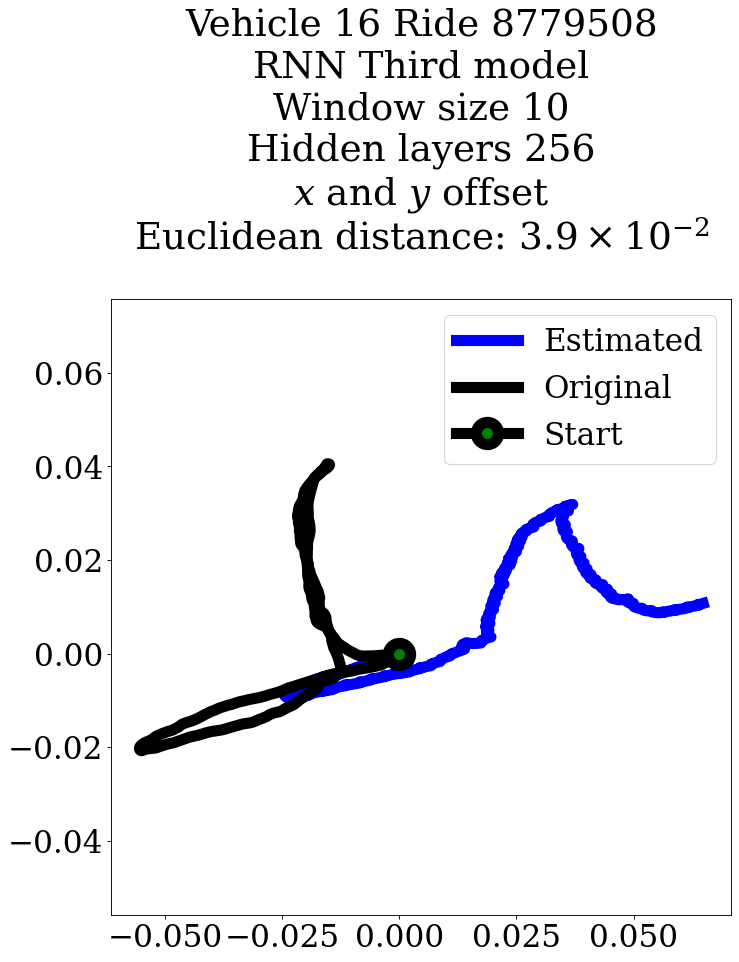 Vehicle 16 Ride 8779508
RNN Third model
Window size 10
Hidden layers 256
x and y offset
Euclidean distance: 3.9 × 10⁻²
Estimated
Original
Start
0.06
0.04
0.02
0.00
−0.02
−0.04
−0.050 −0.025 0.000 0.025 0.050